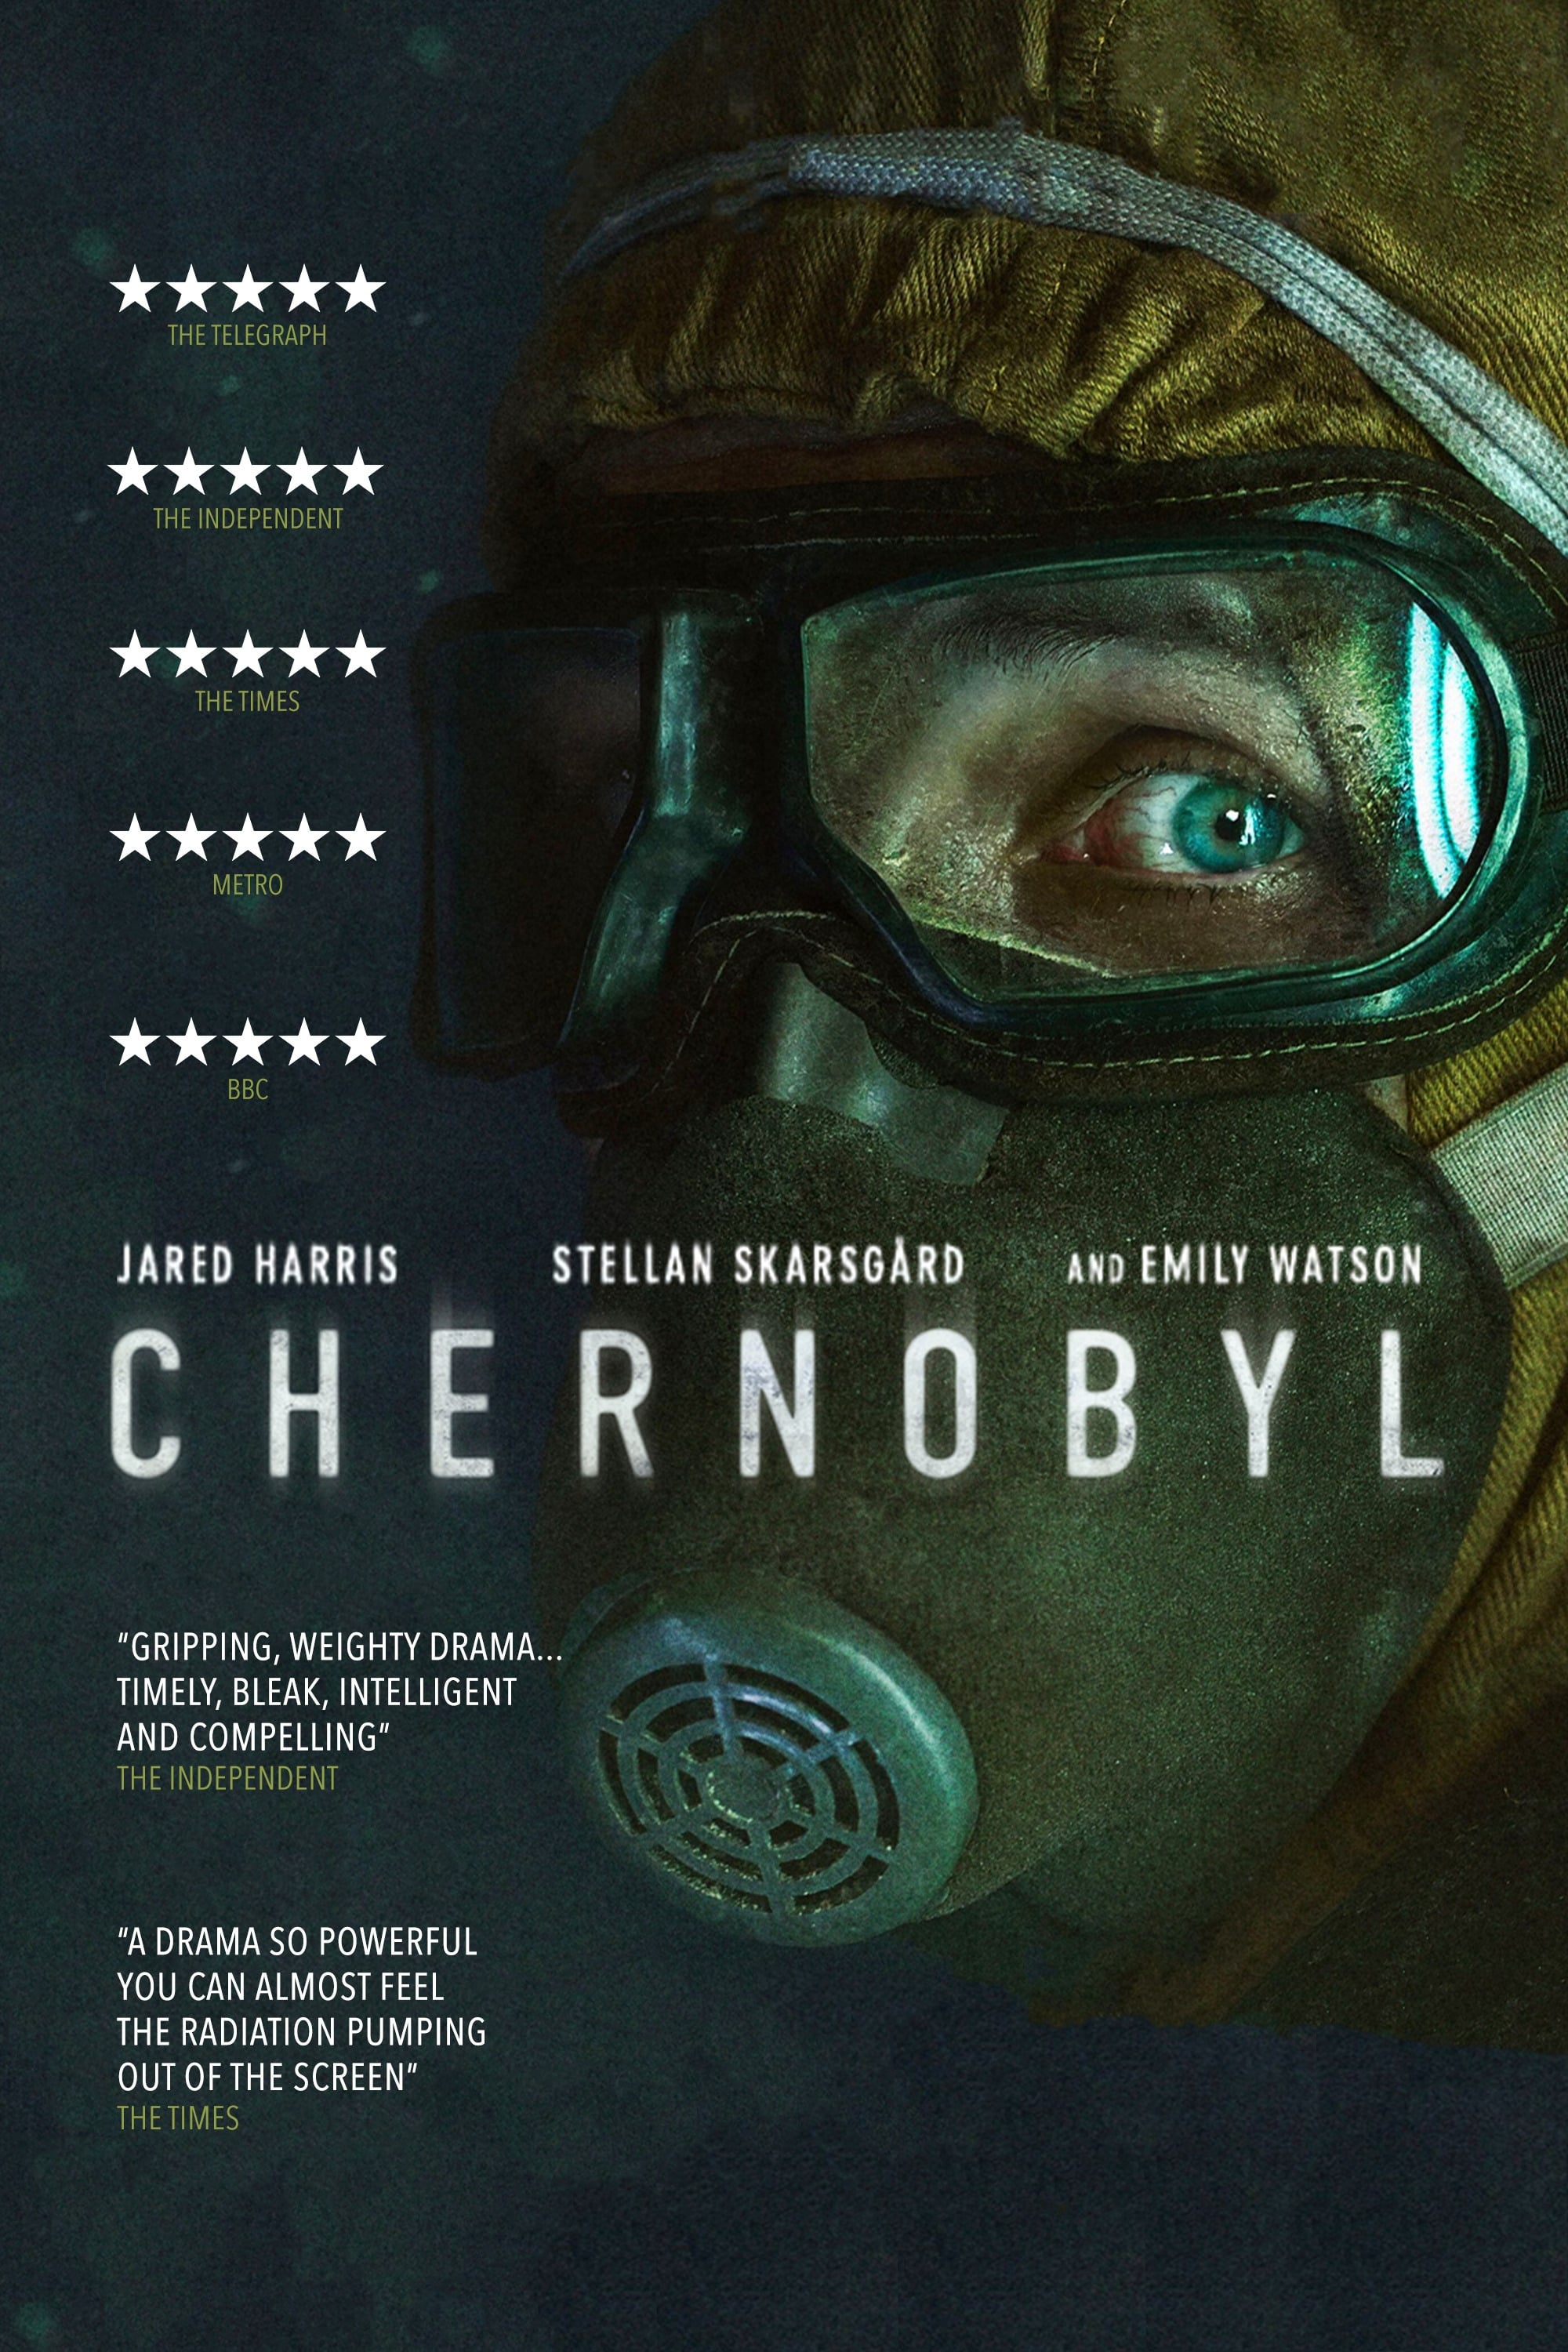 ★★★★★
THE TELEGRAPH
★★★★★
THE INDEPENDENT
★★★★★
THE TIMES
★★★★★
METRO
★★★★★
BBC
JARED HARRIS STELLAN SKARSGÅRD AND EMILY WATSON
CHERNOBYL
“GRIPPING, WEIGHTY DRAMA...
TIMELY, BLEAK, INTELLIGENT
AND COMPELLING”
THE INDEPENDENT
“A DRAMA SO POWERFUL
YOU CAN ALMOST FEEL
THE RADIATION PUMPING
OUT OF THE SCREEN”
THE TIMES